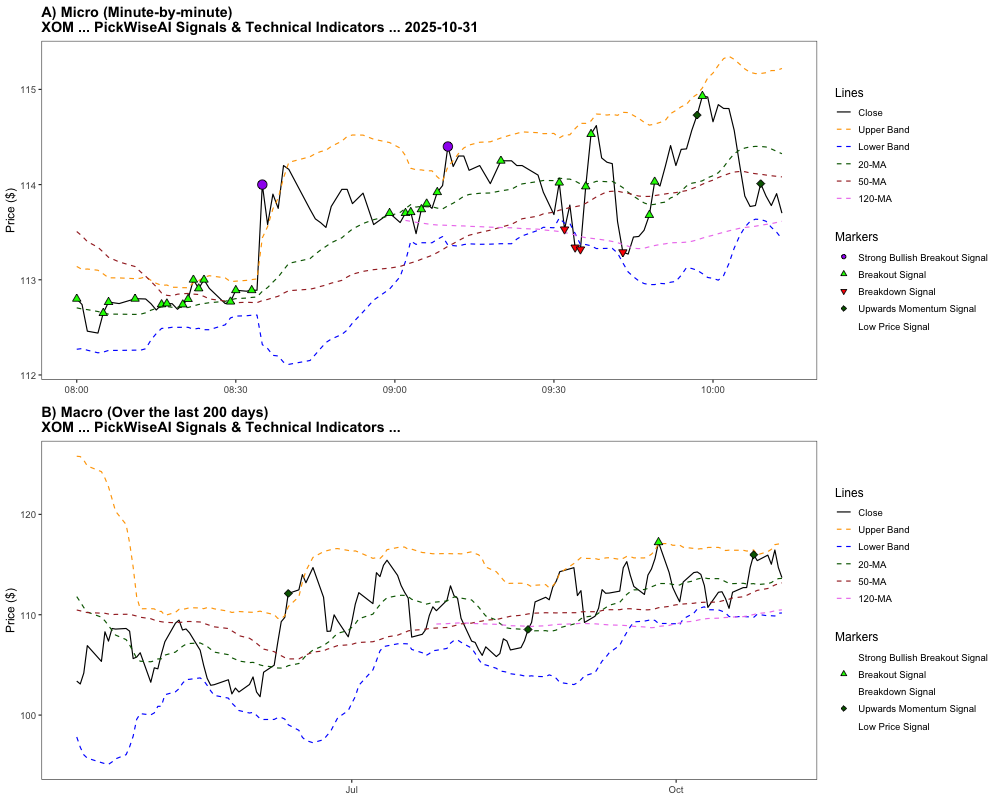 A) Micro (Minute-by-minute)
XOM ... PickWiseAI Signals & Technical Indicators ... 2025-10-31
Price ($)
115
114
113
112
08:00
08:30
09:00
09:30
10:00
Lines
Close
Upper Band
Lower Band
20-MA
50-MA
120-MA
Markers
Strong Bullish Breakout Signal
Breakout Signal
Breakdown Signal
Upwards Momentum Signal
Low Price Signal
B) Macro (Over the last 200 days)
XOM ... PickWiseAI Signals & Technical Indicators ...
Price ($)
120
110
100
Jul
Oct
Lines
Close
Upper Band
Lower Band
20-MA
50-MA
120-MA
Markers
Strong Bullish Breakout Signal
Breakout Signal
Breakdown Signal
Upwards Momentum Signal
Low Price Signal